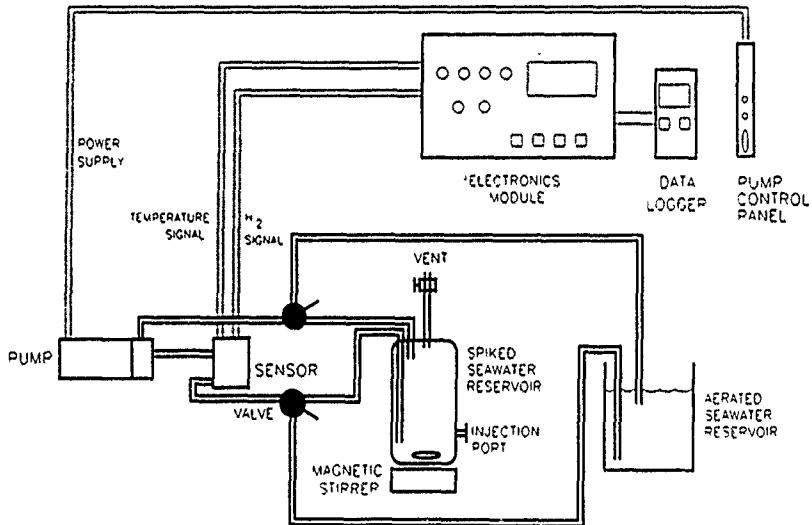 POWER
SUPPLY
TEMPERATURE
SIGNAL
H2
SIGNAL
ELECTRONICS
MODULE
DATA
LOGGER
PUMP
CONTROL
PANEL
VENT
PUMP
SENSOR
VALVE
SPIKED
SEAWATER
RESERVOIR
INJECTION
PORT
MAGNETIC
STIRRER
AERATED
SEAWATER
RESERVOIR